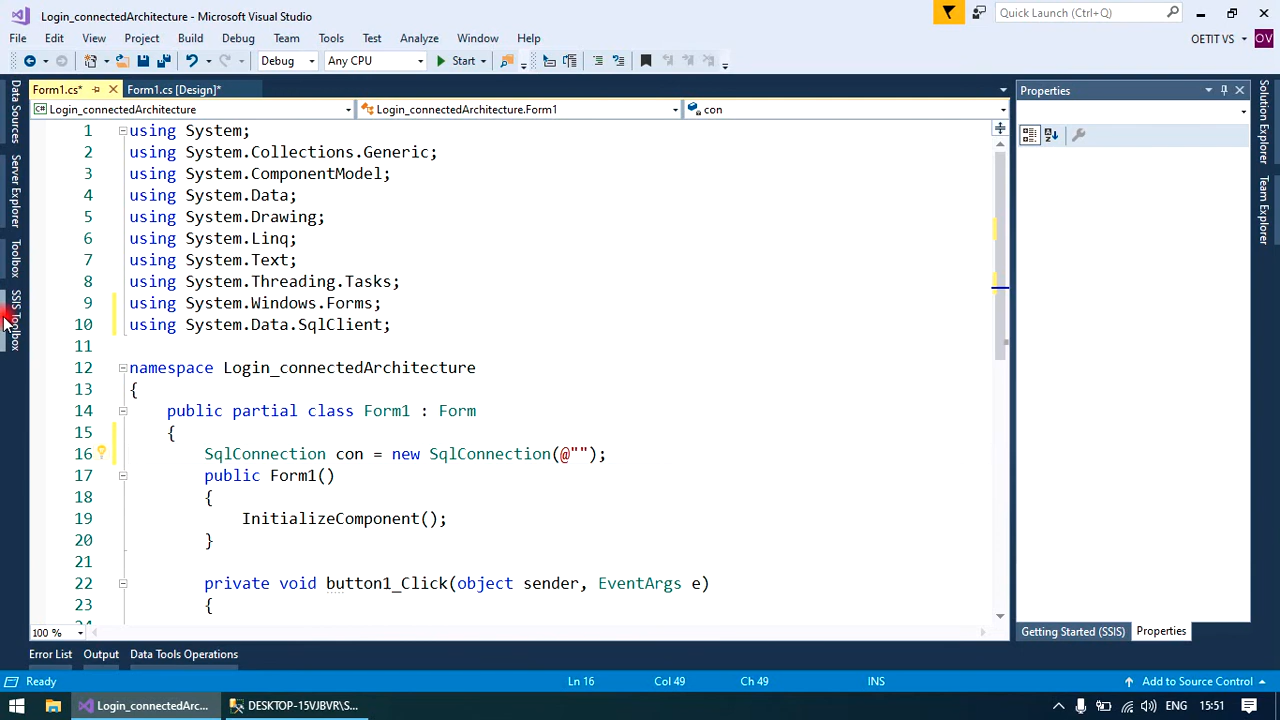 Login_connectedArchitecture - Microsoft Visual Studio
Quick Launch (Ctrl+Q)
File Edit View Project Build Debug Team Tools Test Analyze Window Help
OETIT VS OV
Debug Any CPU Start
Form1.cs* Form1.cs [Design]*
Properties
Login_connectedArchitecture Login_connectedArchitecture.Form1 con
Data Sources
Server Explorer
Toolbox
SSIS Toolbox
Solution Explorer
Team Explorer
1 using System;
2 using System.Collections.Generic;
3 using System.ComponentModel;
4 using System.Data;
5 using System.Drawing;
6 using System.Linq;
7 using System.Text;
8 using System.Threading.Tasks;
9 using System.Windows.Forms;
10 using System.Data.SqlClient;
11
12 namespace Login_connectedArchitecture
13 {
14 public partial class Form1 : Form
15 {
16 SqlConnection con = new SqlConnection(@"");
17 public Form1()
18 {
19 InitializeComponent();
20 }
21
22 private void button1_Click(object sender, EventArgs e)
23 {
100 %
Getting Started (SSIS) Properties
Error List Output Data Tools Operations
Ready Ln 16 Col 49 Ch 49 INS Add to Source Control
Login_connectedArc... DESKTOP-15VJBVR\S... ENG 15:51